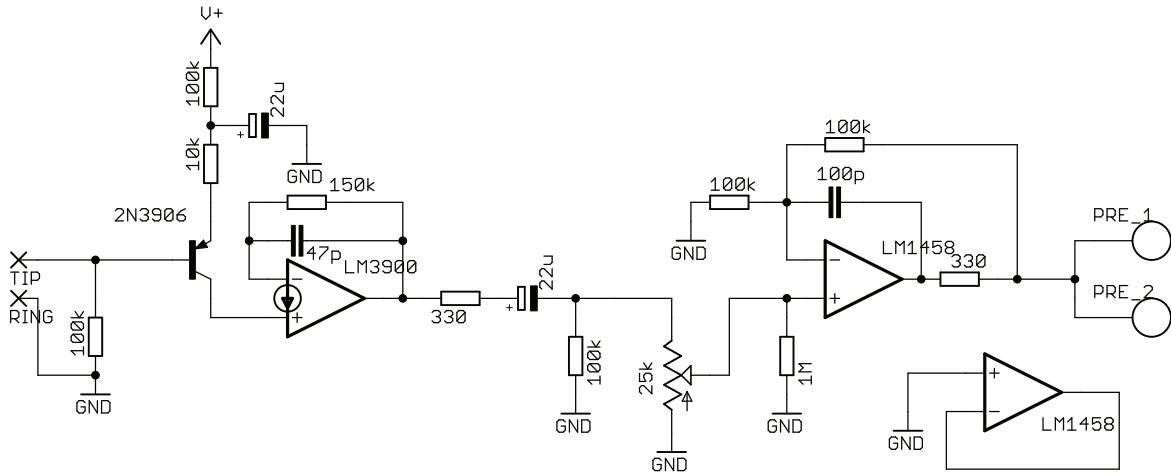 V+
100k
22u
+
10k
GND
150k
2N3906
47p
LM3900
−
+
TIP
RING
100k
GND
330
22u
+
100k
GND
25k
GND
100k
100k
100p
GND
LM1458
−
+
330
1M
GND
PRE_1
PRE_2
+
−
GND
LM1458